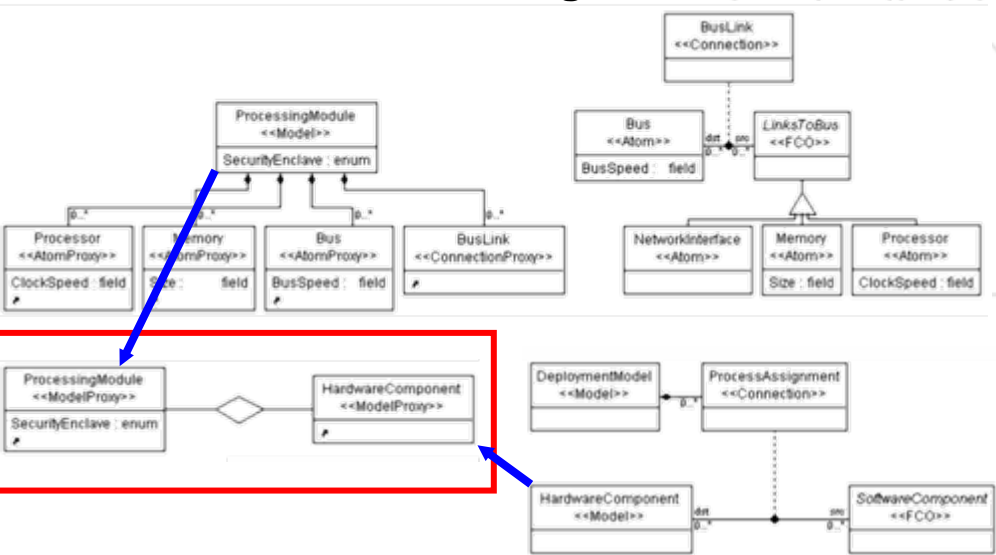 BusLink
<<Connection>>
ProcessingModule
<<Model>>
SecurityEnclave : enum
Bus
<<Atom>>
BusSpeed : field
dst
0..*
src
0..*
LinksToBus
<<FCO>>
0..*
0..*
0..*
0..*
Processor
<<AtomProxy>>
ClockSpeed : field
Memory
<<AtomProxy>>
Size : field
Bus
<<AtomProxy>>
BusSpeed : field
BusLink
<<ConnectionProxy>>
NetworkInterface
<<Atom>>
Memory
<<Atom>>
Size : field
Processor
<<Atom>>
ClockSpeed : field
ProcessingModule
<<ModelProxy>>
SecurityEnclave : enum
HardwareComponent
<<ModelProxy>>
DeploymentModel
<<Model>>
0..*
ProcessAssignment
<<Connection>>
HardwareComponent
<<Model>>
dst
0..*
src
0..*
SoftwareComponent
<<FCO>>